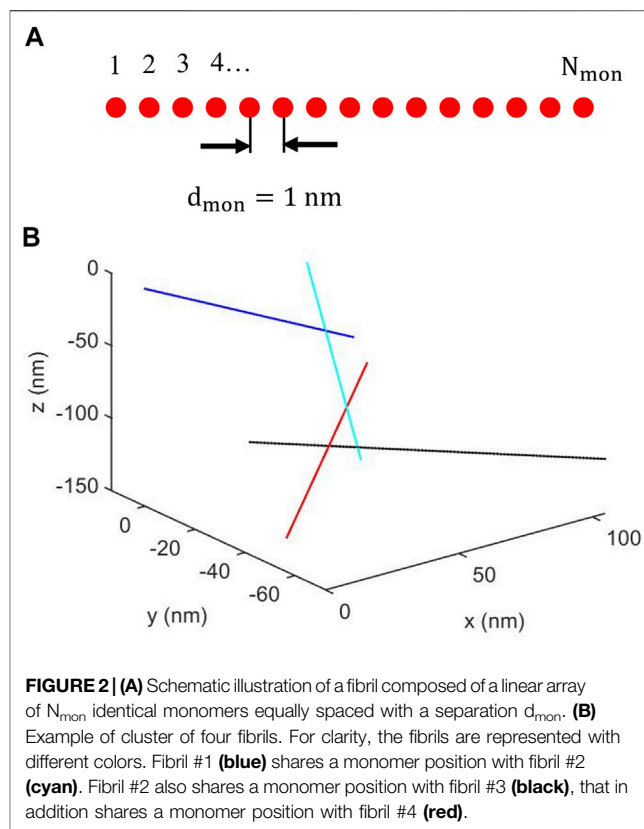 A
1 2 3 4... N_mon
d_mon = 1 nm
B
0
-50
-100
-150
z (nm)
0
-20
-40
-60
y (nm)
0
50
100
x (nm)
FIGURE 2 | (A) Schematic illustration of a fibril composed of a linear array
of N_mon identical monomers equally spaced with a separation d_mon. (B)
Example of cluster of four fibrils. For clarity, the fibrils are represented with
different colors. Fibril #1 (blue) shares a monomer position with fibril #2
(cyan). Fibril #2 also shares a monomer position with fibril #3 (black), that in
addition shares a monomer position with fibril #4 (red).